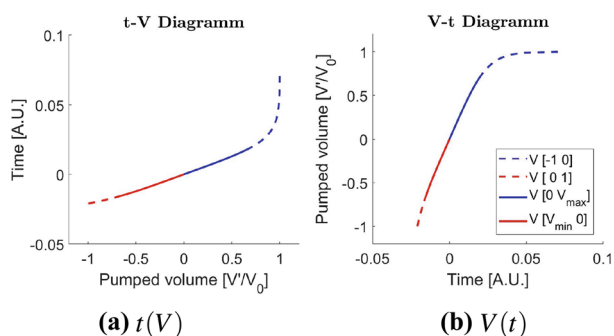 t-V Diagramm
0.1
0.05
0
-0.05
Time [A.U.]
-1 -0.5 0 0.5 1
Pumped volume [V'/V0]
(a) t(V)
V-t Diagramm
1
0.5
0
-0.5
-1
Pumped volume [V'/V0]
V [-1 0]
V [ 0 1]
V [0 Vmax]
V [Vmin 0]
-0.05 0 0.05 0.1
Time [A.U.]
(b) V(t)